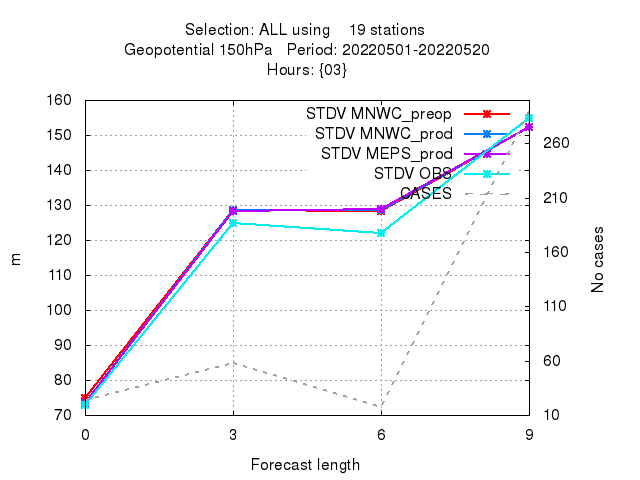 Selection: ALL using 19 stations
Geopotential 150hPa Period: 20220501-20220520
Hours: {03}
160
150
140
130
120
110
100
90
80
70
STDV MNWC_preop
STDV MNWC_prod
STDV MEPS_prod
STDV OBS
CASES
260
210
160
110
60
10
m
No cases
0 3 6 9
Forecast length